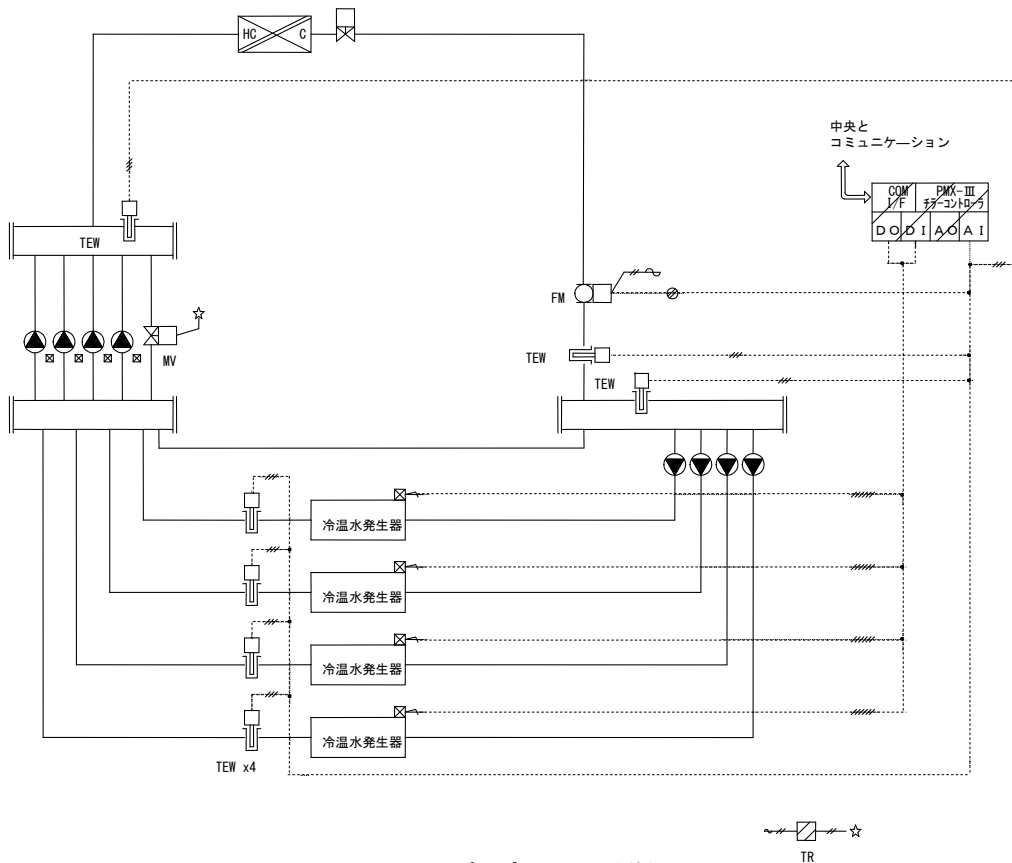 HC C
中央と
コミュニケーション
COM
I/F
PMX-Ⅲ
チラーコントローラ
DO DI AO AI
TEW
FM
MV
TEW
TEW
冷温水発生器
冷温水発生器
冷温水発生器
冷温水発生器
TEW x4
TR